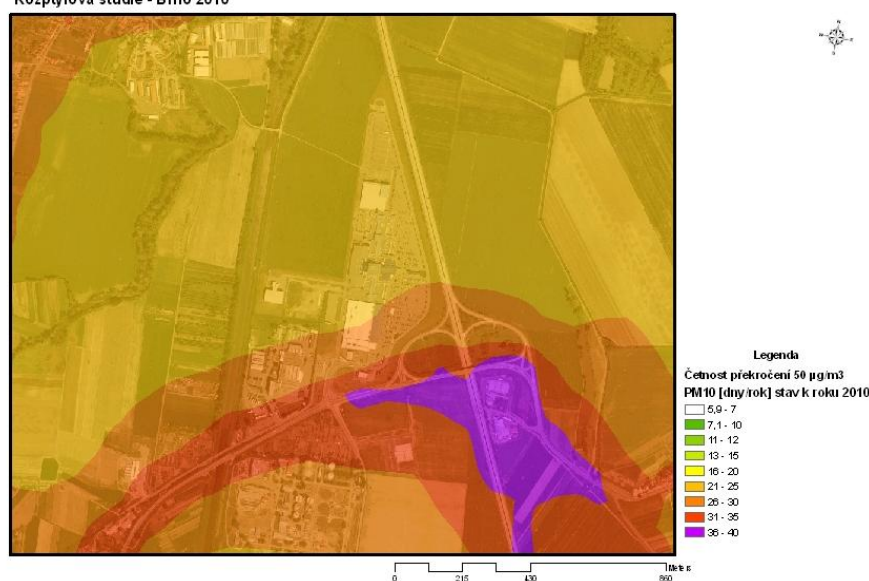 Rozptylová studie - Brno 2010
Legenda
Četnost překročení 50 µg/m3
PM10 [dny/rok] stav k roku 2010
5,9 - 7
7,1 - 10
11 - 12
13 - 15
16 - 20
21 - 25
26 - 30
31 - 35
36 - 40
Meters
0 215 430 860